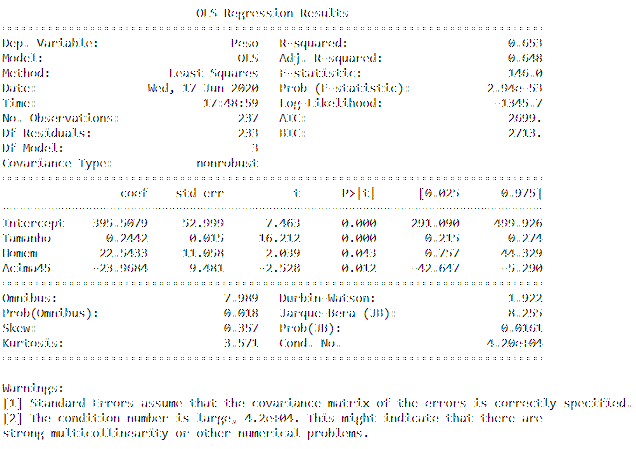 OLS Regression Results
Dep. Variable: Peso R-squared: 0.653
Model: OLS Adj. R-squared: 0.648
Method: Least Squares F-statistic: 146.0
Date: Wed, 17 Jun 2020 Prob (F-statistic): 2.94e-53
Time: 17:48:59 Log-Likelihood: -1345.7
No. Observations: 237 AIC: 2699.
Df Residuals: 233 BIC: 2713.
Df Model: 3
Covariance Type: nonrobust
coef std err t P>|t| [0.025 0.975]
Intercept 395.5079 52.999 7.463 0.000 291.090 499.926
Tamanho 0.2442 0.015 16.212 0.000 0.215 0.274
Homem 22.5433 11.058 2.039 0.043 0.757 44.329
Acima45 -23.9684 9.481 -2.528 0.012 -42.647 -5.290
Omnibus: 7.989 Durbin-Watson: 1.922
Prob(Omnibus): 0.018 Jarque-Bera (JB): 8.255
Skew: 0.357 Prob(JB): 0.0161
Kurtosis: 3.571 Cond. No. 4.20e+04
Warnings:
[1] Standard Errors assume that the covariance matrix of the errors is correctly specified.
[2] The condition number is large, 4.2e+04. This might indicate that there are
strong multicollinearity or other numerical problems.